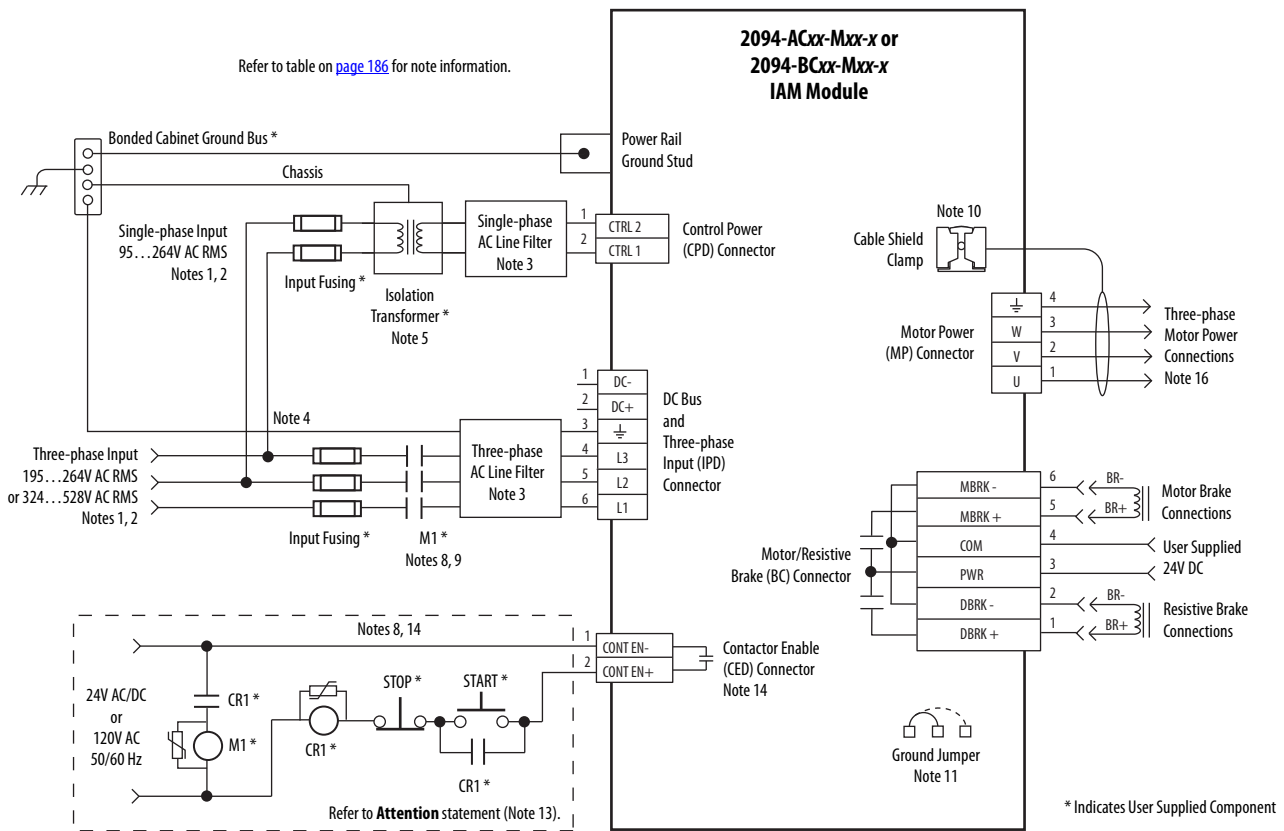 2094-ACxx-Mxx-x or
2094-BCxx-Mxx-x
IAM Module
Refer to table on page 186 for note information.
Bonded Cabinet Ground Bus *
Power Rail
Ground Stud
Chassis
Single-phase Input
95…264V AC RMS
Notes 1, 2
Input Fusing *
Isolation
Transformer *
Note 5
Single-phase
AC Line Filter
Note 3
1
CTRL 2
2
CTRL 1
Control Power
(CPD) Connector
Note 10
Cable Shield
Clamp
Motor Power
(MP) Connector
4
W
3
V
2
U
1
Three-phase
Motor Power
Connections
Note 16
Note 4
Three-phase Input
195…264V AC RMS
or 324…528V AC RMS
Notes 1, 2
Input Fusing *
M1 *
Notes 8, 9
Three-phase
AC Line Filter
Note 3
1
DC-
2
DC+
3
4
L3
5
L2
6
L1
DC Bus
and
Three-phase
Input (IPD)
Connector
Motor/Resistive
Brake (BC) Connector
MBRK -
6
BR-
MBRK +
5
BR+
COM
4
PWR
3
DBRK -
2
BR-
DBRK +
1
BR+
Motor Brake
Connections
User Supplied
24V DC
Resistive Brake
Connections
Notes 8, 14
1
CONT EN-
2
CONT EN+
Contactor Enable
(CED) Connector
Note 14
24V AC/DC
or
120V AC
50/60 Hz
CR1 *
M1 *
CR1 *
STOP *
START *
CR1 *
Refer to Attention statement (Note 13).
Ground Jumper
Note 11
* Indicates User Supplied Component